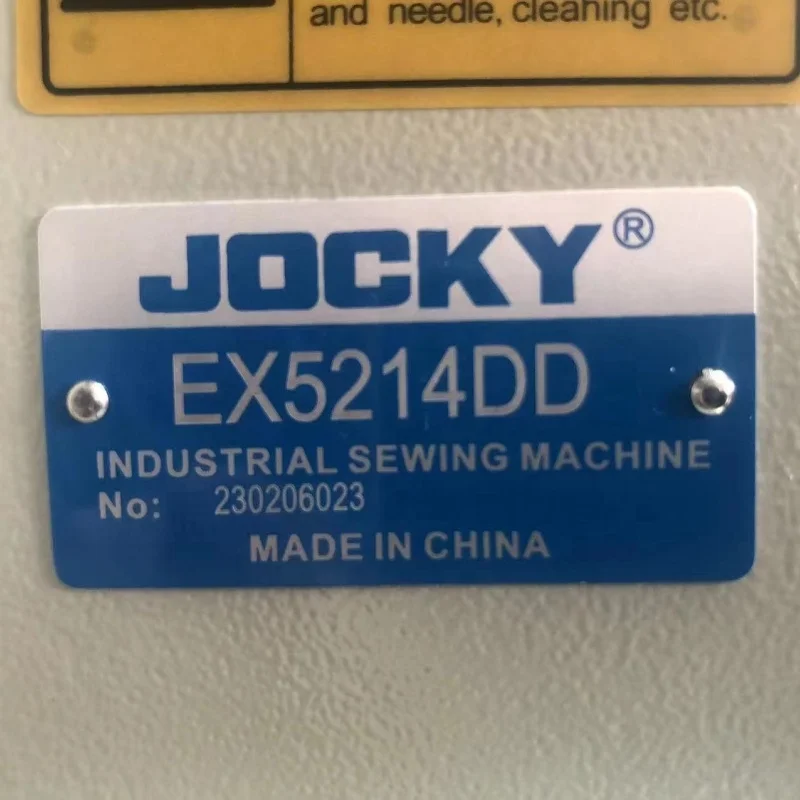 and needle, cleaning etc.
JOCKY®
EX5214DD
INDUSTRIAL SEWING MACHINE
No: 230206023
MADE IN CHINA